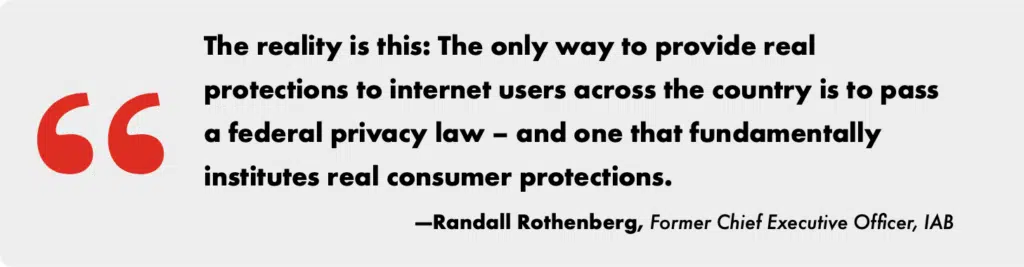 The reality is this: The only way to provide real
protections to internet users across the country is to pass
a federal privacy law – and one that fundamentally
institutes real consumer protections.
—Randall Rothenberg, Former Chief Executive Officer, IAB